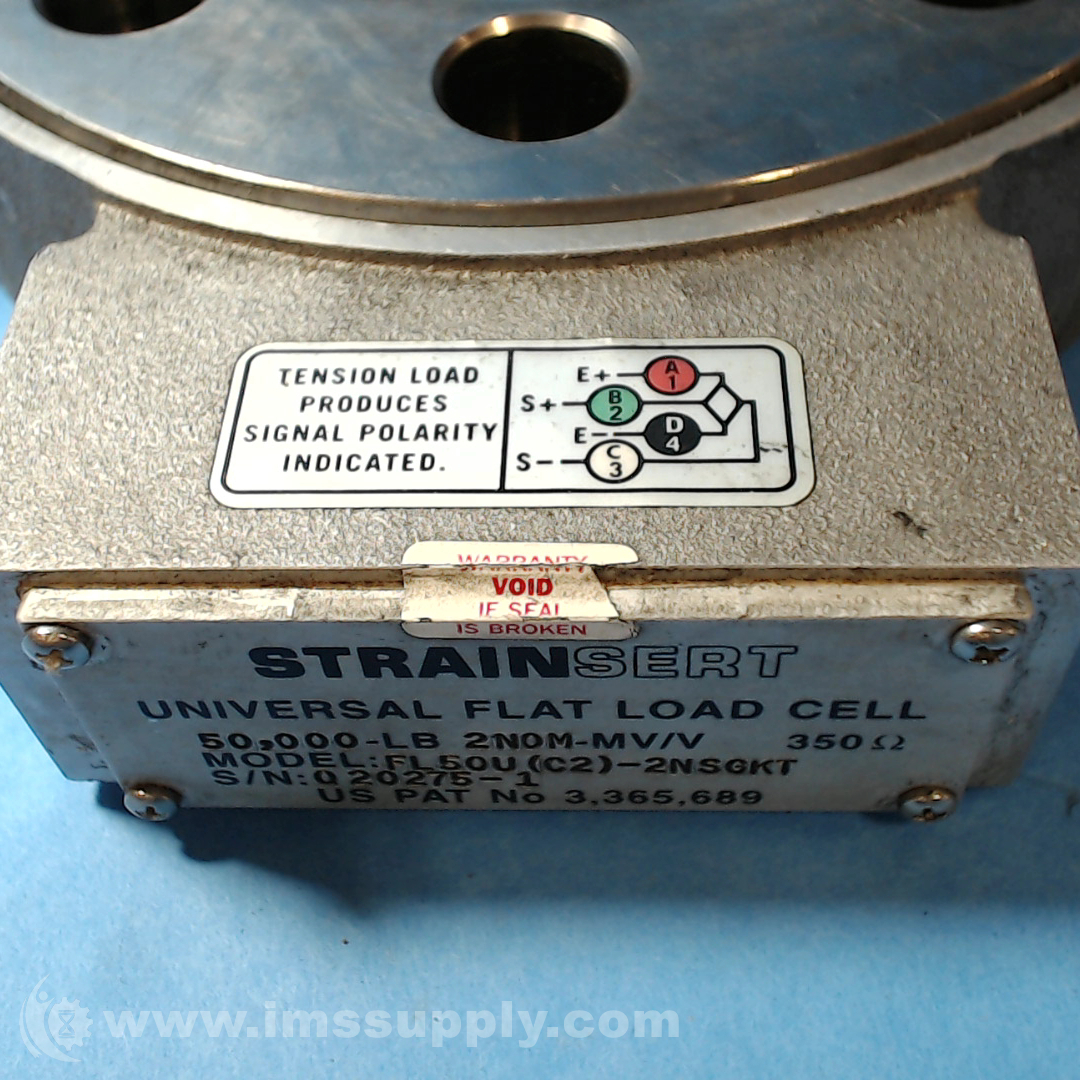 TENSION LOAD
PRODUCES
SIGNAL POLARITY
INDICATED.
E+ A 1
S+ B 2
E- D 4
S- C 3
WARRANTY
VOID
IF SEAL
IS BROKEN
STRAINSERT
UNIVERSAL FLAT LOAD CELL
50,000-LB 2NOM-MV/V 350Ω
MODEL:FL50U(C2)-2NSGKT
S/N:Q20275-1
US PAT No 3,365,689
www.imssupply.com